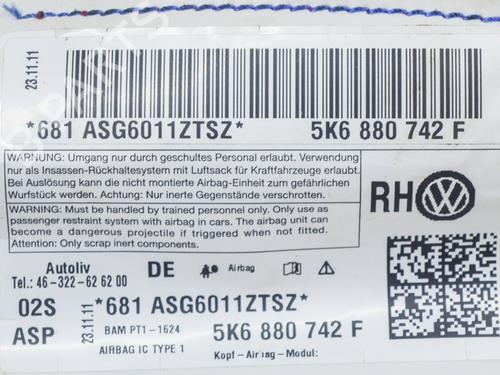 23.11.11
*681 ASG6011ZTSZ* 5K6 880 742 F
WARNUNG: Umgang nur durch geschultes Personal erlaubt. Verwendung
nur als Insassen-Rückhaltesystem mit Luftsack für Kraftfahrzeuge erlaubt.
Bei Auslösung kann die nicht montierte Airbag-Einheit zum gefährlichen
Wurfstück werden. Achtung: Nur inerte Gegenstände verschrotten.
RH
WARNING: Must be handled by trained personnel only. Only use as
passenger restraint system with airbag in cars. The airbag unit can
become a dangerous projectile if triggered when not fitted.
Attention: Only scrap inert components.
Autoliv DE Airbag
Tel.: 46-322-626200
02S 23.11.11 *681 ASG6011ZTSZ*
ASP BAM PT1-1624 5K6 880 742 F
AIRBAG IC TYPE 1 Kopf-Airbag-Modul: